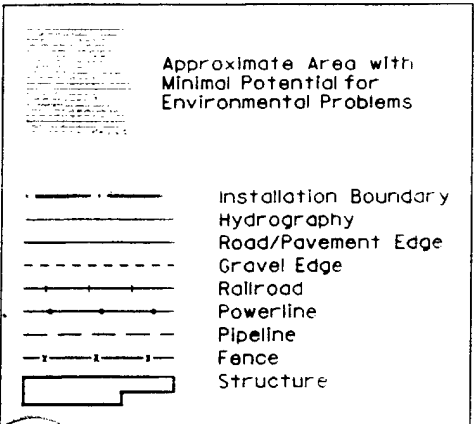 Approximate Area with
Minimal Potential for
Environmental Problems
Installation Boundary
Hydrography
Road/Pavement Edge
Gravel Edge
Railroad
Powerline
Pipeline
Fence
Structure